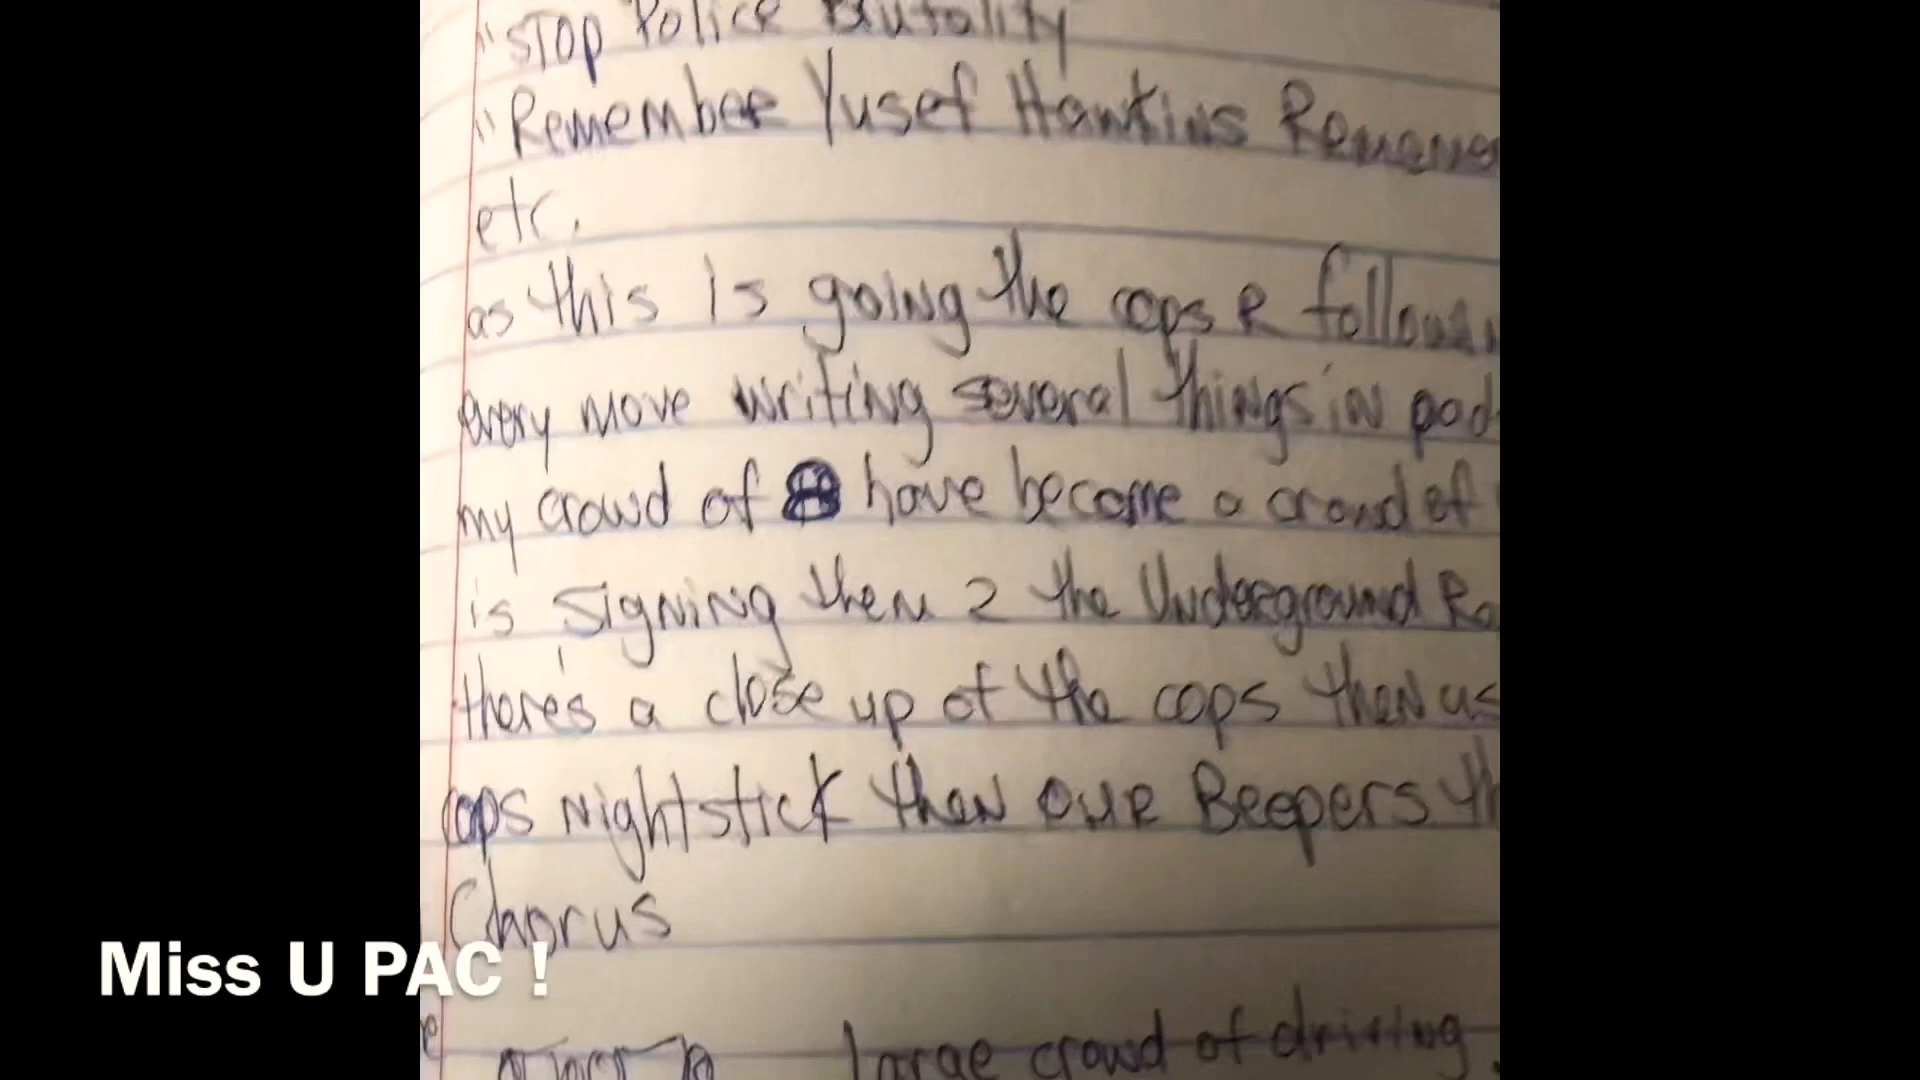 "STOP Police Brutality
"Remember Yusef Hawkins
etc.
as this is going the cops R
every move writing several things in
my crowd of have become a crowd of
is signing them 2 the Underground
there's a close up of the cops then
cops nightstick then our Beepers
Chorus
large crowd of
Miss U PAC !